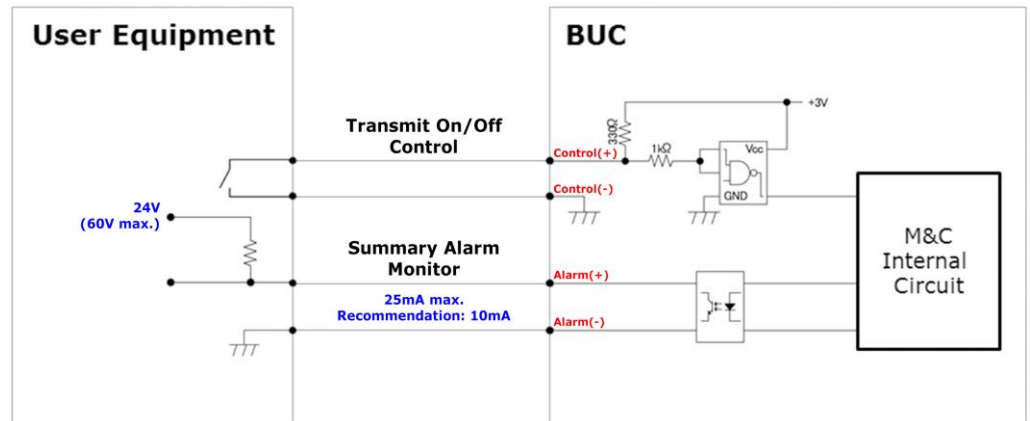 User Equipment
BUC
+3V
330Ω
Transmit On/Off
Control
Control(+)
1kΩ
Vcc
GND
Control(-)
24V
(60V max.)
M&C
Internal
Circuit
Summary Alarm
Monitor
Alarm(+)
25mA max.
Recommendation: 10mA
Alarm(-)